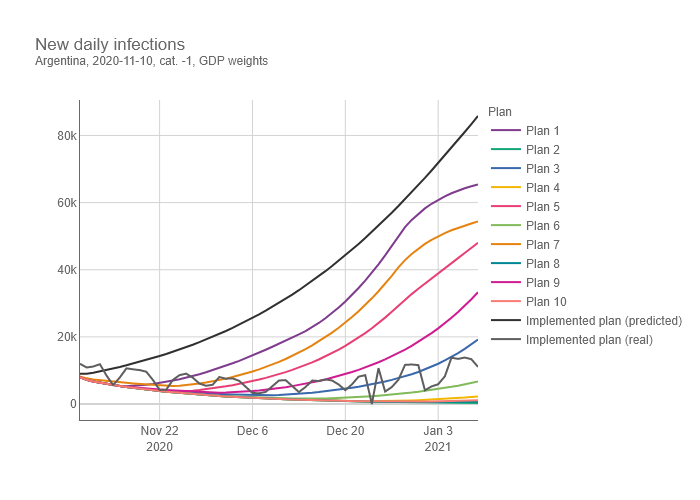 New daily infections
Argentina, 2020-11-10, cat. -1, GDP weights
Plan
Plan 1
Plan 2
Plan 3
Plan 4
Plan 5
Plan 6
Plan 7
Plan 8
Plan 9
Plan 10
Implemented plan (predicted)
Implemented plan (real)
80k
60k
40k
20k
0
Nov 22
2020
Dec 6
Dec 20
Jan 3
2021